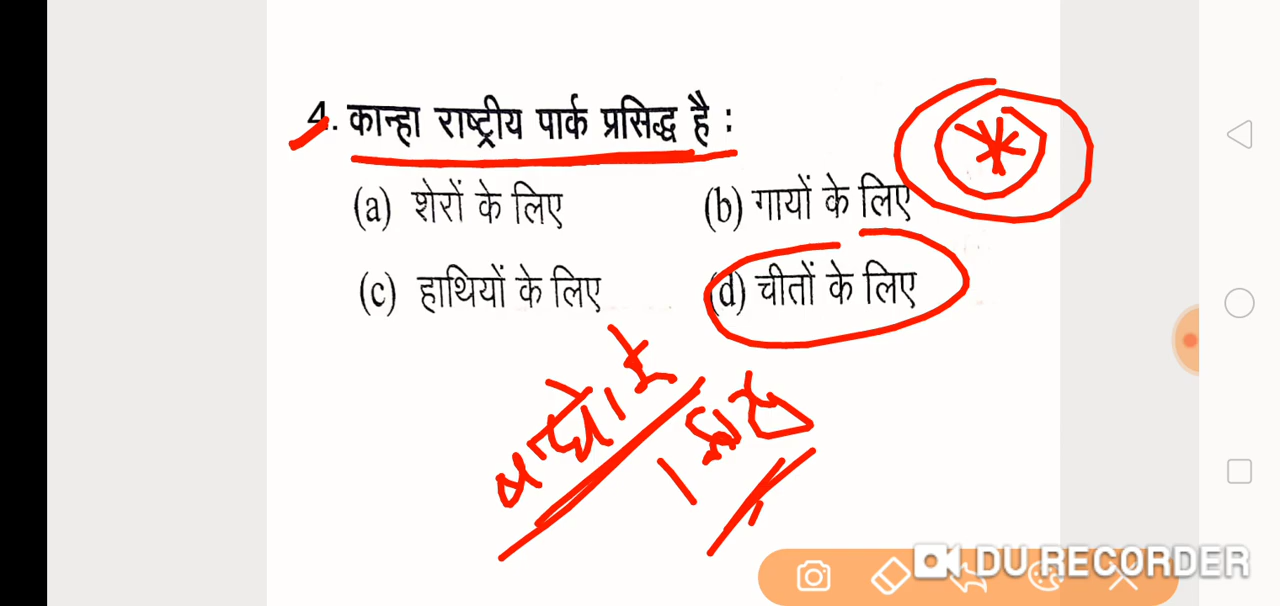 4. कान्हा राष्ट्रीय पार्क प्रसिद्ध है :
(a) शेरों के लिए (b) गायों के लिए
(c) हाथियों के लिए (d) चीतों के लिए
DU RECORDER